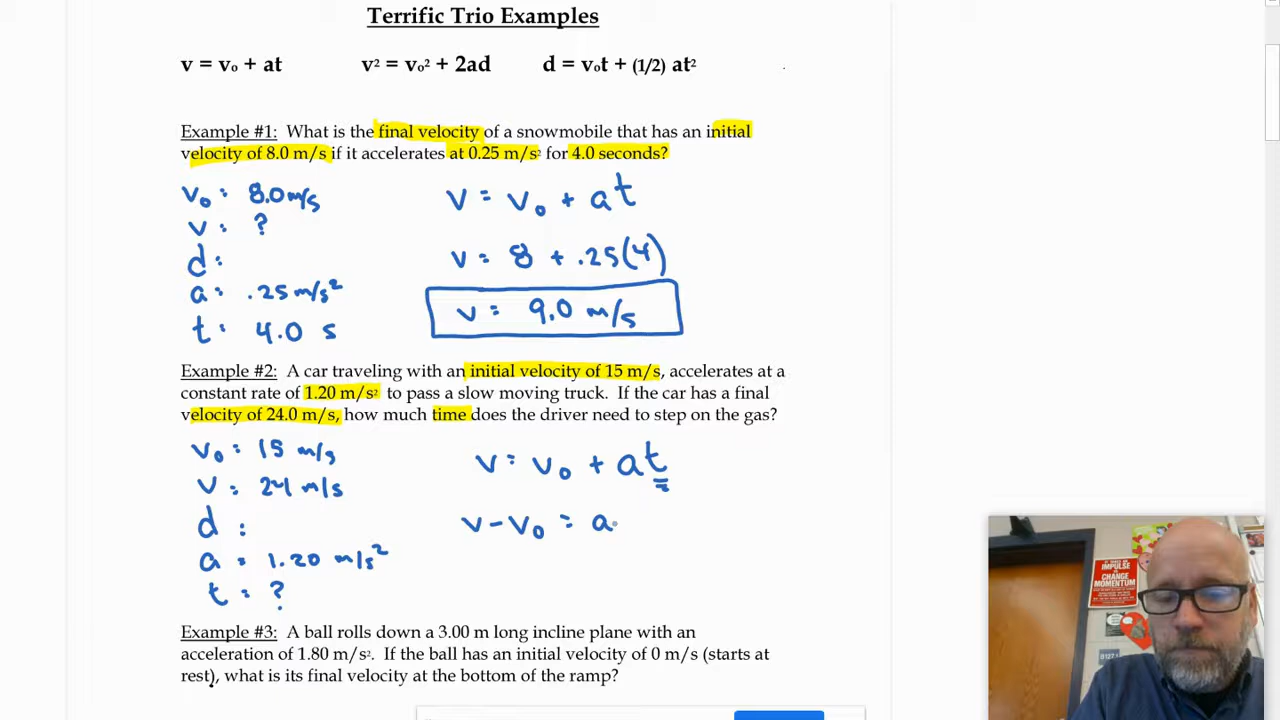 Terrific Trio Examples
v = v₀ + at v² = v₀² + 2ad d = v₀t + (1/2) at²
Example #1: What is the final velocity of a snowmobile that has an initial
velocity of 8.0 m/s if it accelerates at 0.25 m/s² for 4.0 seconds?
v₀ : 8.0 m/s
v : ?
d :
a : .25 m/s²
t : 4.0 s
v = v₀ + at
v = 8 + .25(4)
v = 9.0 m/s
Example #2: A car traveling with an initial velocity of 15 m/s, accelerates at a
constant rate of 1.20 m/s² to pass a slow moving truck. If the car has a final
velocity of 24.0 m/s, how much time does the driver need to step on the gas?
v₀ = 15 m/s
v = 24 m/s
d :
a = 1.20 m/s²
t = ?
v = v₀ + at
v - v₀ = a
Example #3: A ball rolls down a 3.00 m long incline plane with an
acceleration of 1.80 m/s². If the ball has an initial velocity of 0 m/s (starts at
rest), what is its final velocity at the bottom of the ramp?
IMPULSE
CHANGE
MOMENTUM